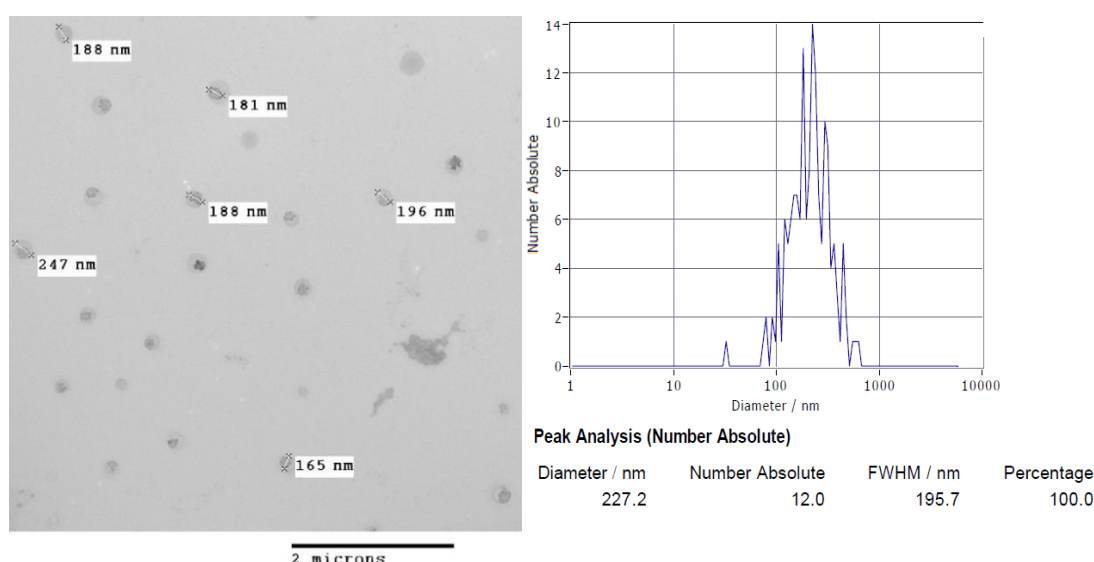 188 nm
181 nm
188 nm
196 nm
247 nm
165 nm
2 microns
14
12
10
8
6
4
2
0
Number Absolute
1 10 100 1000 10000
Diameter / nm
Peak Analysis (Number Absolute)
Diameter / nm Number Absolute FWHM / nm Percentage
227.2 12.0 195.7 100.0